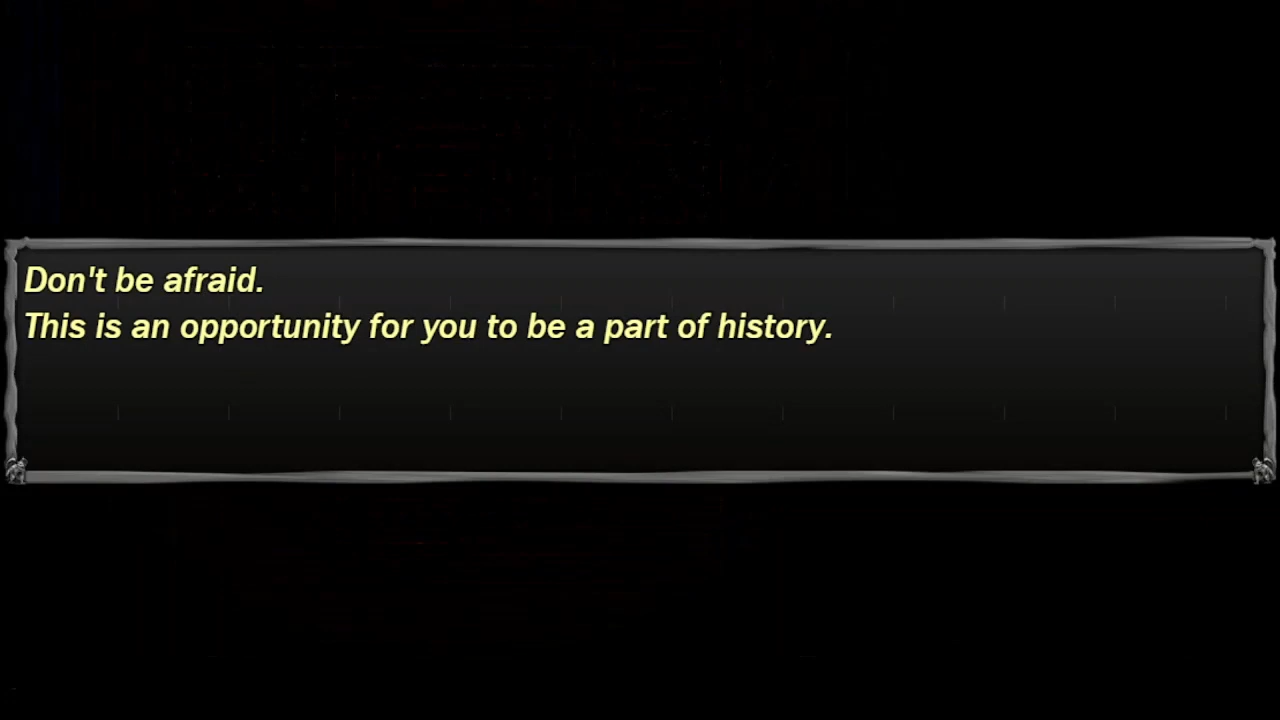 Don't be afraid.
This is an opportunity for you to be a part of history.